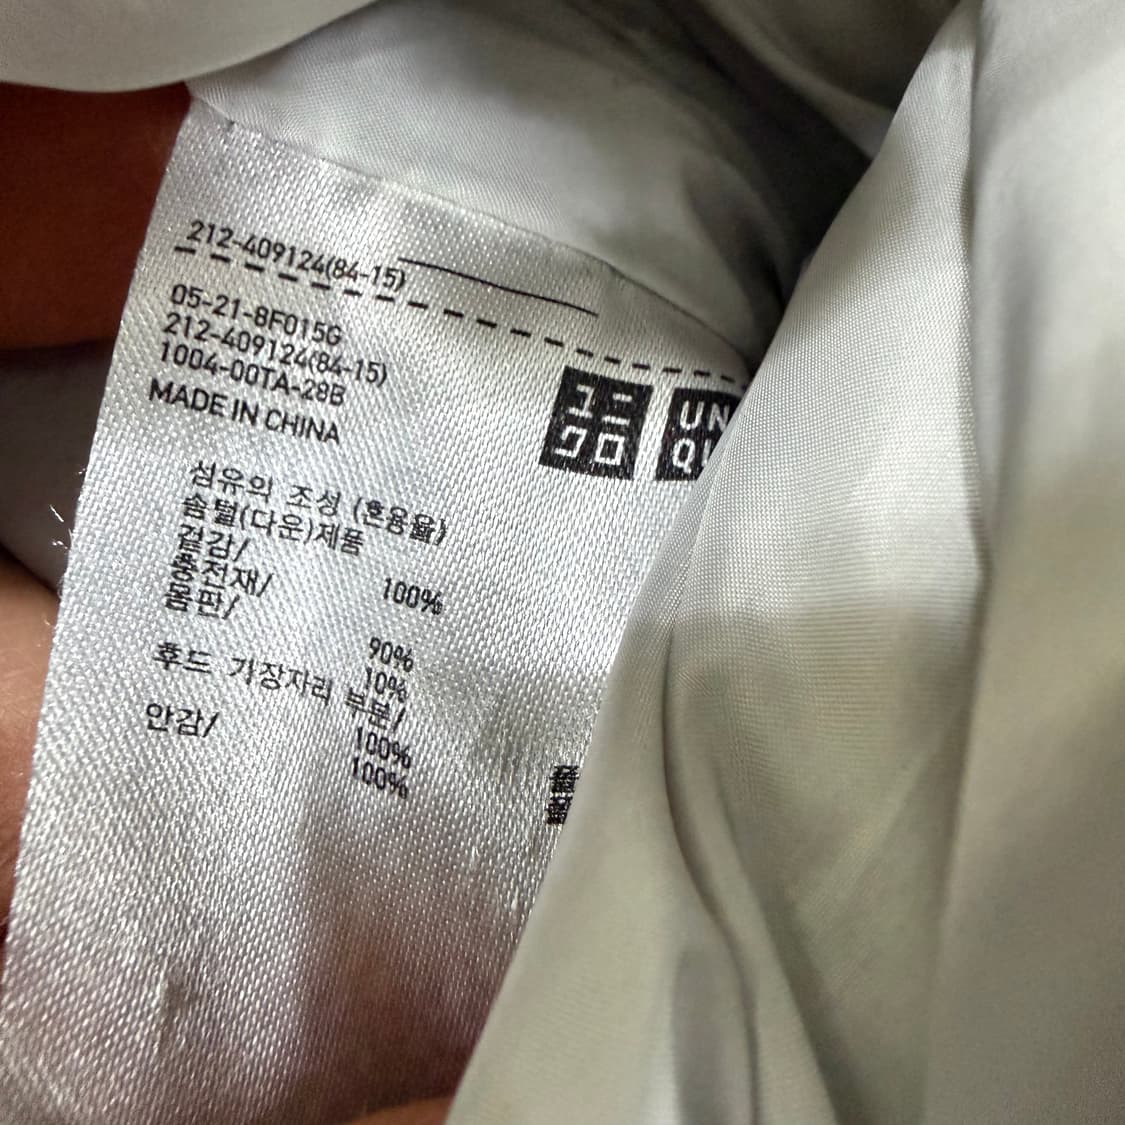 212-409124(84-15)
05-21-8F015G
212-409124(84-15)
1004-00TA-28B
MADE IN CHINA
ユニ
クロ
UN
QU
섬유의 조성 (혼용율)
솜털(다운)제품
겉감/
충전재/ 100%
몸판/
90%
10%
후드 가장자리 부분/
100%
안감/
100%